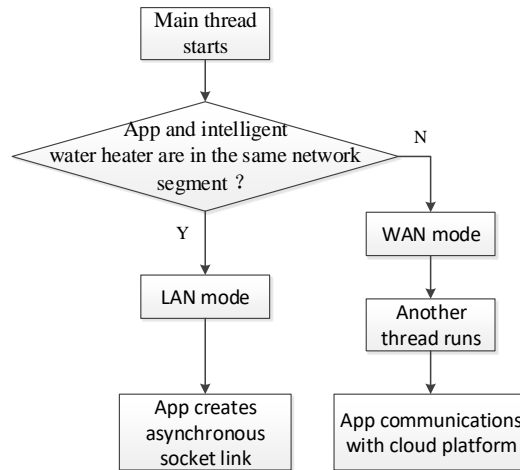 Main thread
starts
App and intelligent
water heater are in the same network
segment ?
N
Y
WAN mode
LAN mode
Another
thread runs
App creates
asynchronous
socket link
App communications
with cloud platform